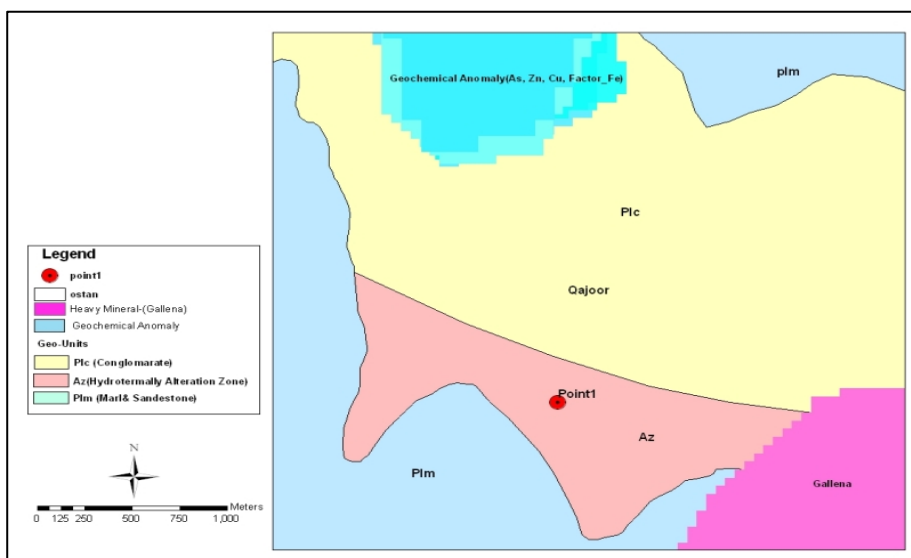 Geochemical Anomaly(As, Zn, Cu, Factor_Fe)
plm
Plc
Qajoor
Point1
Az
Plm
Gallena
Legend
point1
ostan
Heavy Mineral-(Gallena)
Geochemical Anomaly
Geo-Units
Plc (Conglomarate)
Az(Hydrotermally Alteration Zone)
Plm (Marl& Sandestone)
N
Meters
0 125 250 500 750 1,000